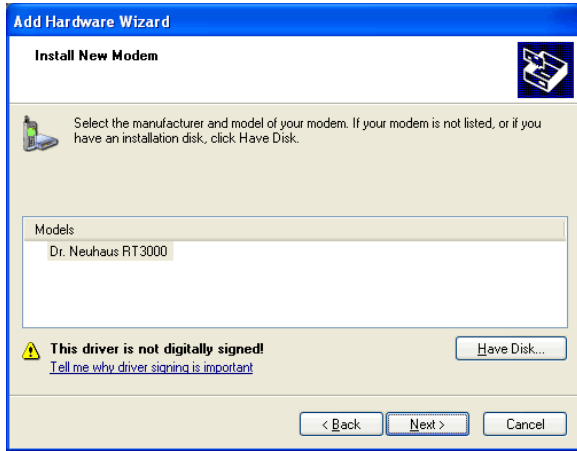 Add Hardware Wizard
Install New Modem
Select the manufacturer and model of your modem. If your modem is not listed, or if you
have an installation disk, click Have Disk.
Models
Dr. Neuhaus RT3000
This driver is not digitally signed!
Tell me why driver signing is important
Have Disk...
< Back
Next >
Cancel